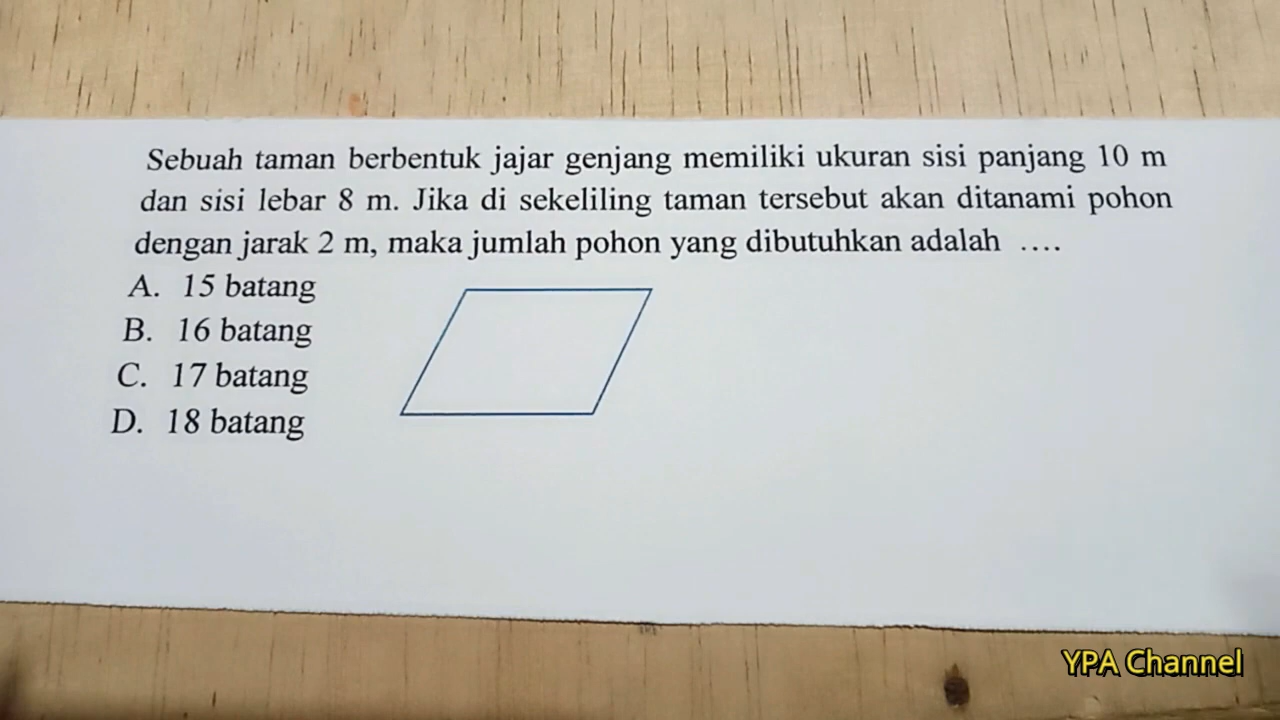 Sebuah taman berbentuk jajar genjang memiliki ukuran sisi panjang 10 m
dan sisi lebar 8 m. Jika di sekeliling taman tersebut akan ditanami pohon
dengan jarak 2 m, maka jumlah pohon yang dibutuhkan adalah ....
A. 15 batang
B. 16 batang
C. 17 batang
D. 18 batang
YPA Channel